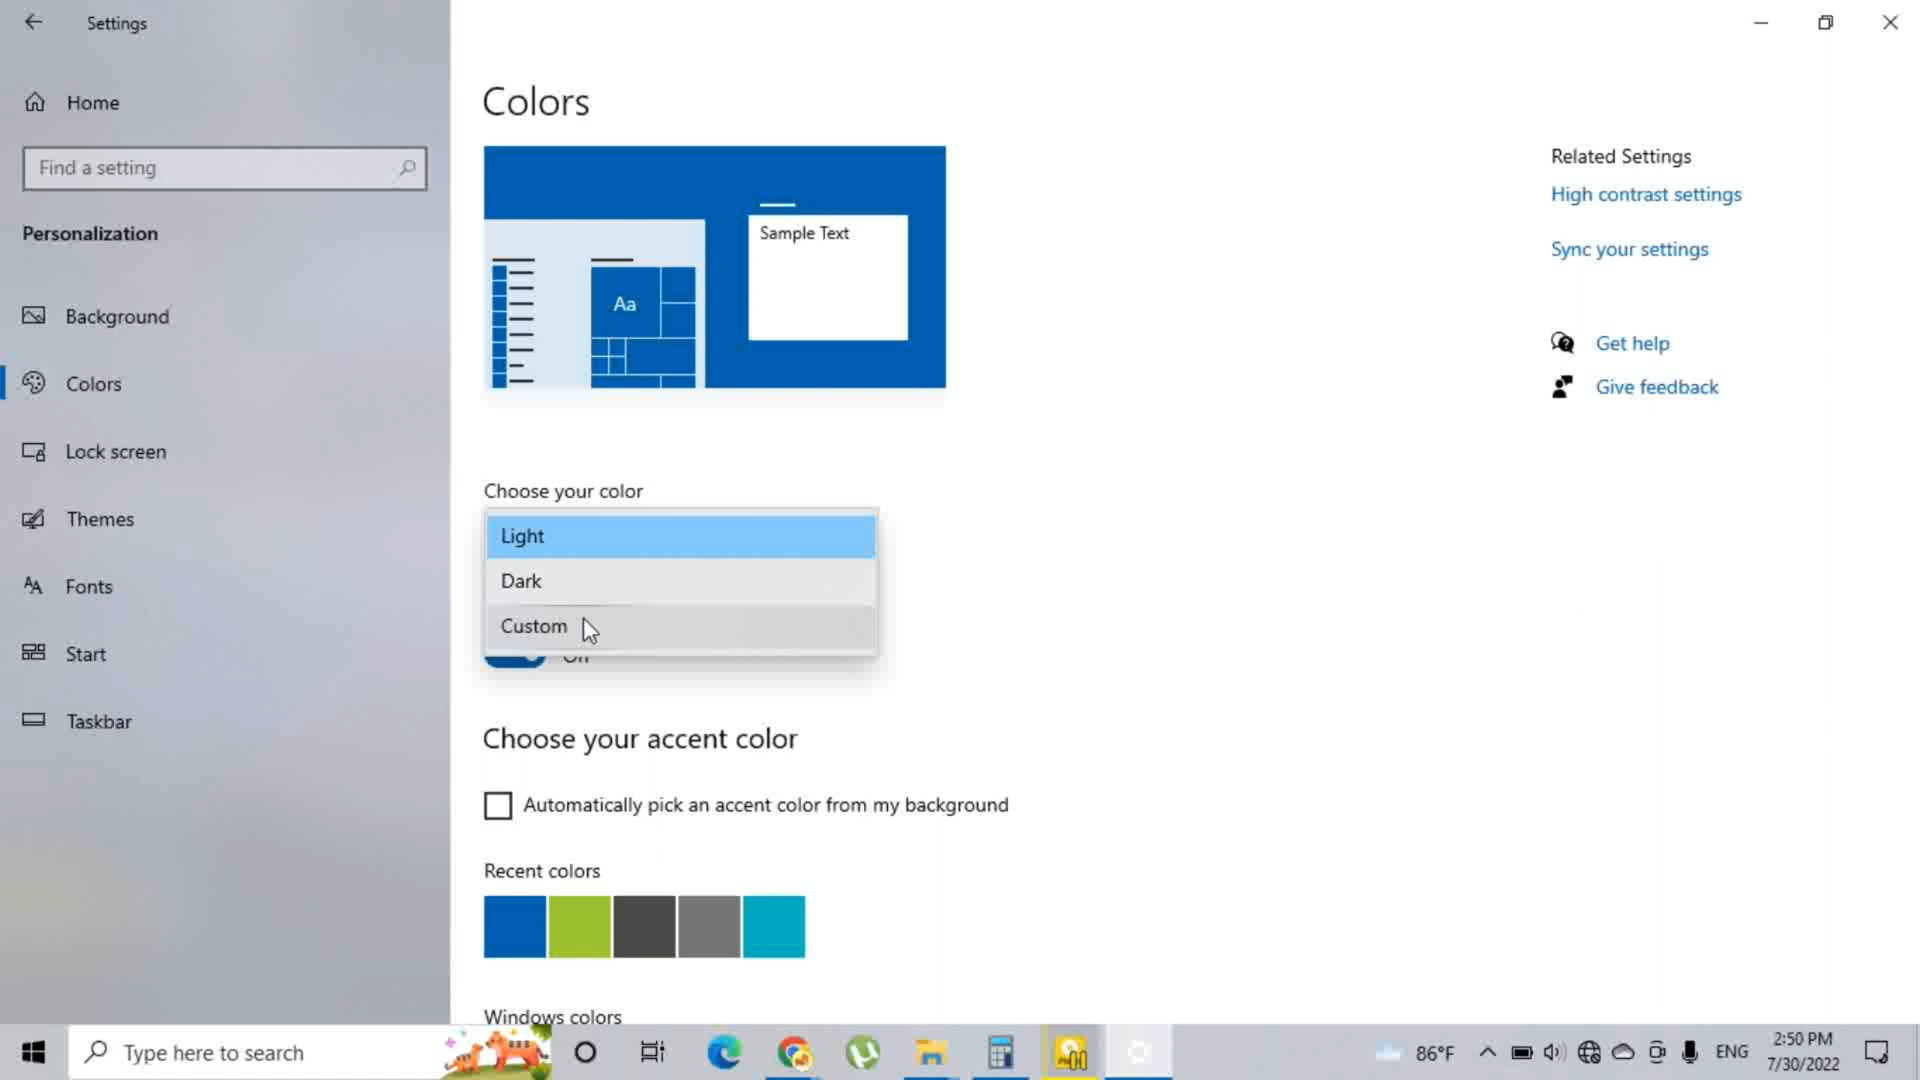 Settings
Home
Find a setting
Personalization
Background
Colors
Lock screen
Themes
Fonts
Start
Taskbar
Colors
Sample Text
Aa
Choose your color
Light
Dark
Custom
Choose your accent color
Automatically pick an accent color from my background
Recent colors
Windows colors
Related Settings
High contrast settings
Sync your settings
Get help
Give feedback
Type here to search
86°F
ENG
2:50 PM
7/30/2022